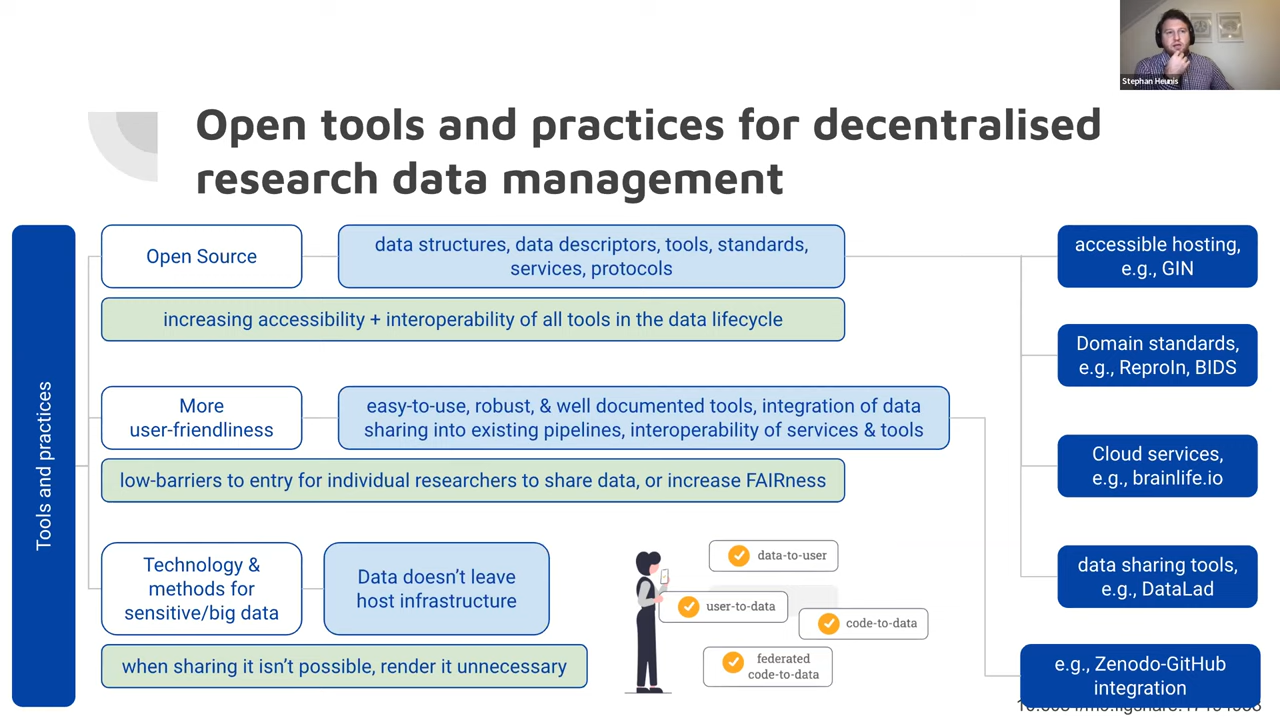 Stephan Heunis
Open tools and practices for decentralised
research data management
Tools and practices
Open Source
data structures, data descriptors, tools, standards,
services, protocols
increasing accessibility + interoperability of all tools in the data lifecycle
More
user-friendliness
easy-to-use, robust, & well documented tools, integration of data
sharing into existing pipelines, interoperability of services & tools
low-barriers to entry for individual researchers to share data, or increase FAIRness
Technology &
methods for
sensitive/big data
Data doesn't leave
host infrastructure
when sharing it isn't possible, render it unnecessary
data-to-user
user-to-data
code-to-data
federated
code-to-data
accessible hosting,
e.g., GIN
Domain standards,
e.g., ReproIn, BIDS
Cloud services,
e.g., brainlife.io
data sharing tools,
e.g., DataLad
e.g., Zenodo-GitHub
integration